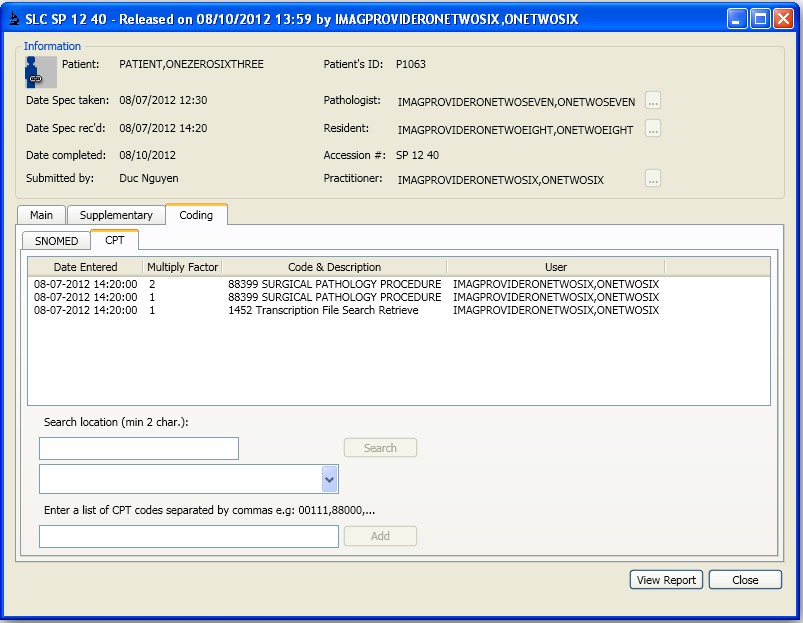 SLC SP 12 40 - Released on 08/10/2012 13:59 by IMAGPROVIDERONETWOSIX,ONETWOSIX
Information
Patient: PATIENT,ONEZEROSIXTHREE Patient's ID: P1063
Date Spec taken: 08/07/2012 12:30 Pathologist: IMAGPROVIDERONETWOSEVEN,ONETWOSEVEN ...
Date Spec rec'd: 08/07/2012 14:20 Resident: IMAGPROVIDERONETWOEIGHT,ONETWOEIGHT ...
Date completed: 08/10/2012 Accession #: SP 12 40
Submitted by: Duc Nguyen Practitioner: IMAGPROVIDERONETWOSIX,ONETWOSIX ...
Main Supplementary Coding
SNOMED CPT
Date Entered Multiply Factor Code & Description User
08-07-2012 14:20:00 2 88399 SURGICAL PATHOLOGY PROCEDURE IMAGPROVIDERONETWOSIX,ONETWOSIX
08-07-2012 14:20:00 1 88399 SURGICAL PATHOLOGY PROCEDURE IMAGPROVIDERONETWOSIX,ONETWOSIX
08-07-2012 14:20:00 1 1452 Transcription File Search Retrieve IMAGPROVIDERONETWOSIX,ONETWOSIX
Search location (min 2 char.):
Search
Enter a list of CPT codes separated by commas e.g: 00111,88000,...
Add
View Report Close